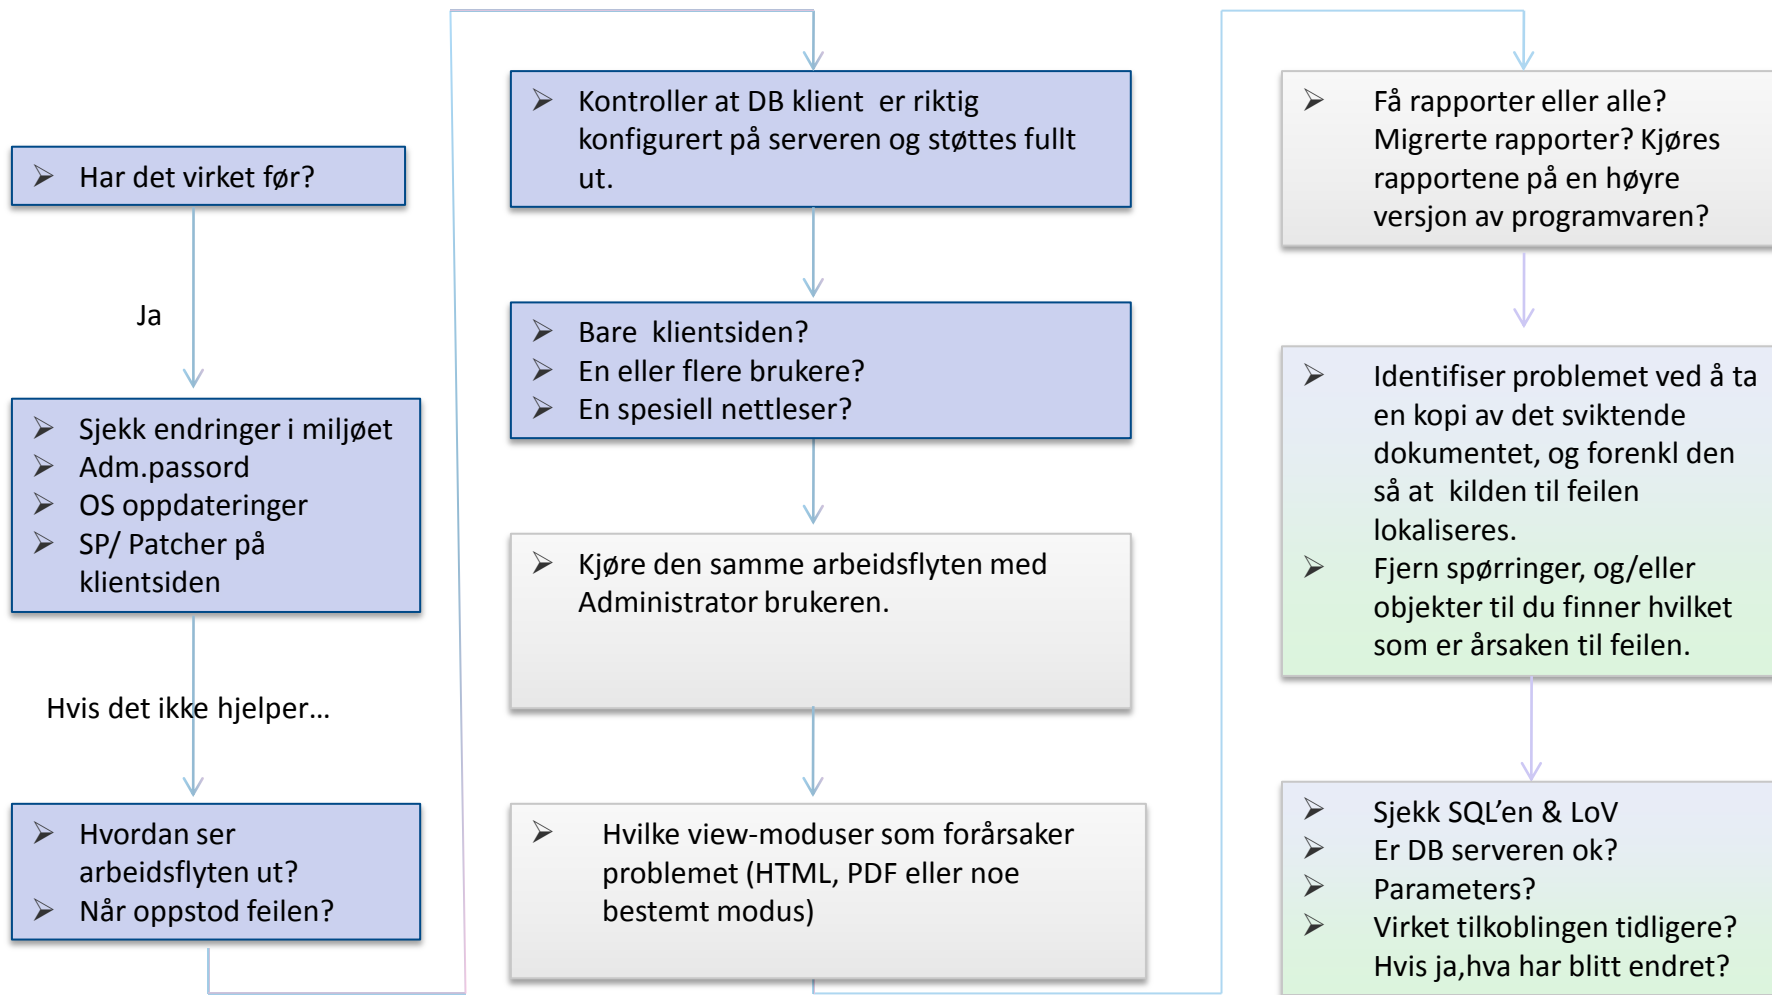 Har det virket før?
Ja
Sjekk endringer i miljøet
Adm.passord
OS oppdateringer
SP/ Patcher på
klientsiden
Hvis det ikke hjelper...
Hvordan ser
arbeidsflyten ut?
Når oppstod feilen?
Kontroller at DB klient er riktig
konfigurert på serveren og støttes fullt
ut.
Bare klientsiden?
En eller flere brukere?
En spesiell nettleser?
Kjøre den samme arbeidsflyten med
Administrator brukeren.
Hvilke view-moduser som forårsaker
problemet (HTML, PDF eller noe
bestemt modus)
Få rapporter eller alle?
Migrerte rapporter? Kjøres
rapportene på en høyre
versjon av programvaren?
Identifiser problemet ved å ta
en kopi av det sviktende
dokumentet, og forenkl den
så at kilden til feilen
lokaliseres.
Fjern spørringer, og/eller
objekter til du finner hvilket
som er årsaken til feilen.
Sjekk SQL’en & LoV
Er DB serveren ok?
Parameters?
Virket tilkoblingen tidligere?
Hvis ja,hva har blitt endret?